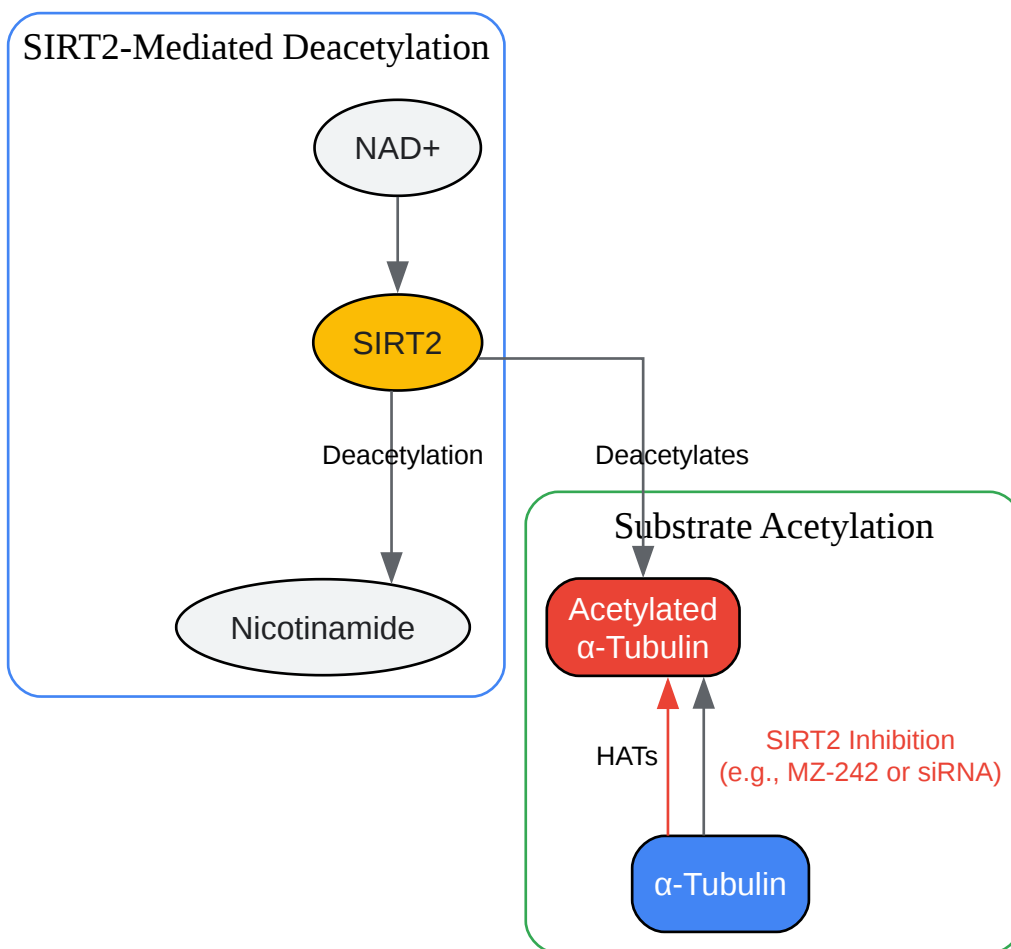 SIRT2-Mediated Deacetylation
NAD+
SIRT2
Deacetylation
Deacetylates
Nicotinamide
Substrate Acetylation
Acetylated
α-Tubulin
HATs
SIRT2 Inhibition
(e.g., MZ-242 or siRNA)
α-Tubulin